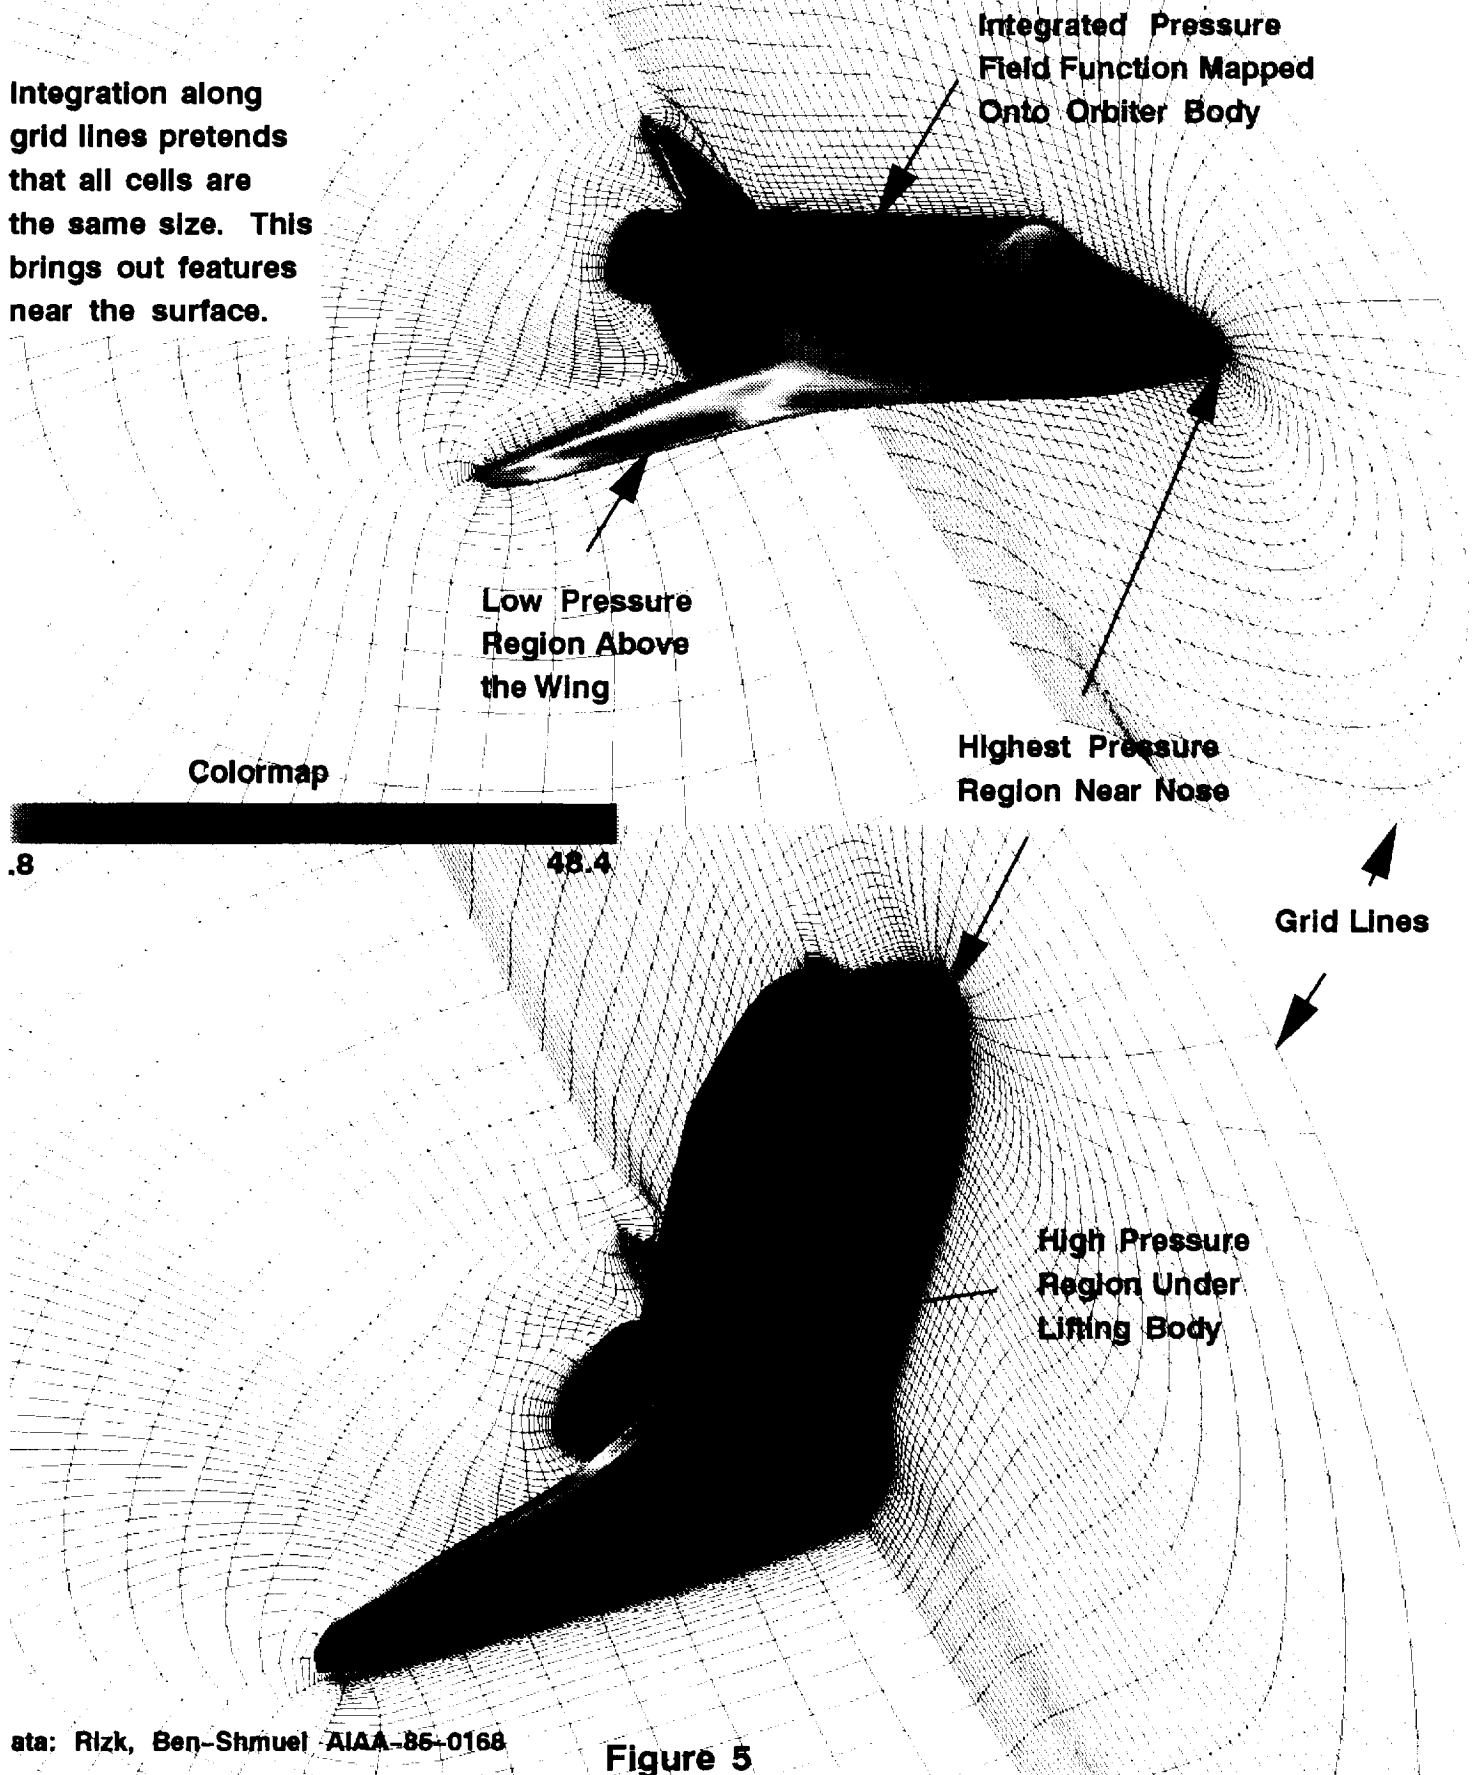 Integrated Pressure
Field Function Mapped
Onto Orbiter Body
Integration along
grid lines pretends
that all cells are
the same size. This
brings out features
near the surface.
Low Pressure
Region Above
the Wing
Highest Pressure
Region Near Nose
Colormap
.8
48.4
Grid Lines
High Pressure
Region Under
Lifting Body
ata: Rizk, Ben-Shmuel AIAA-85-0168
Figure 5